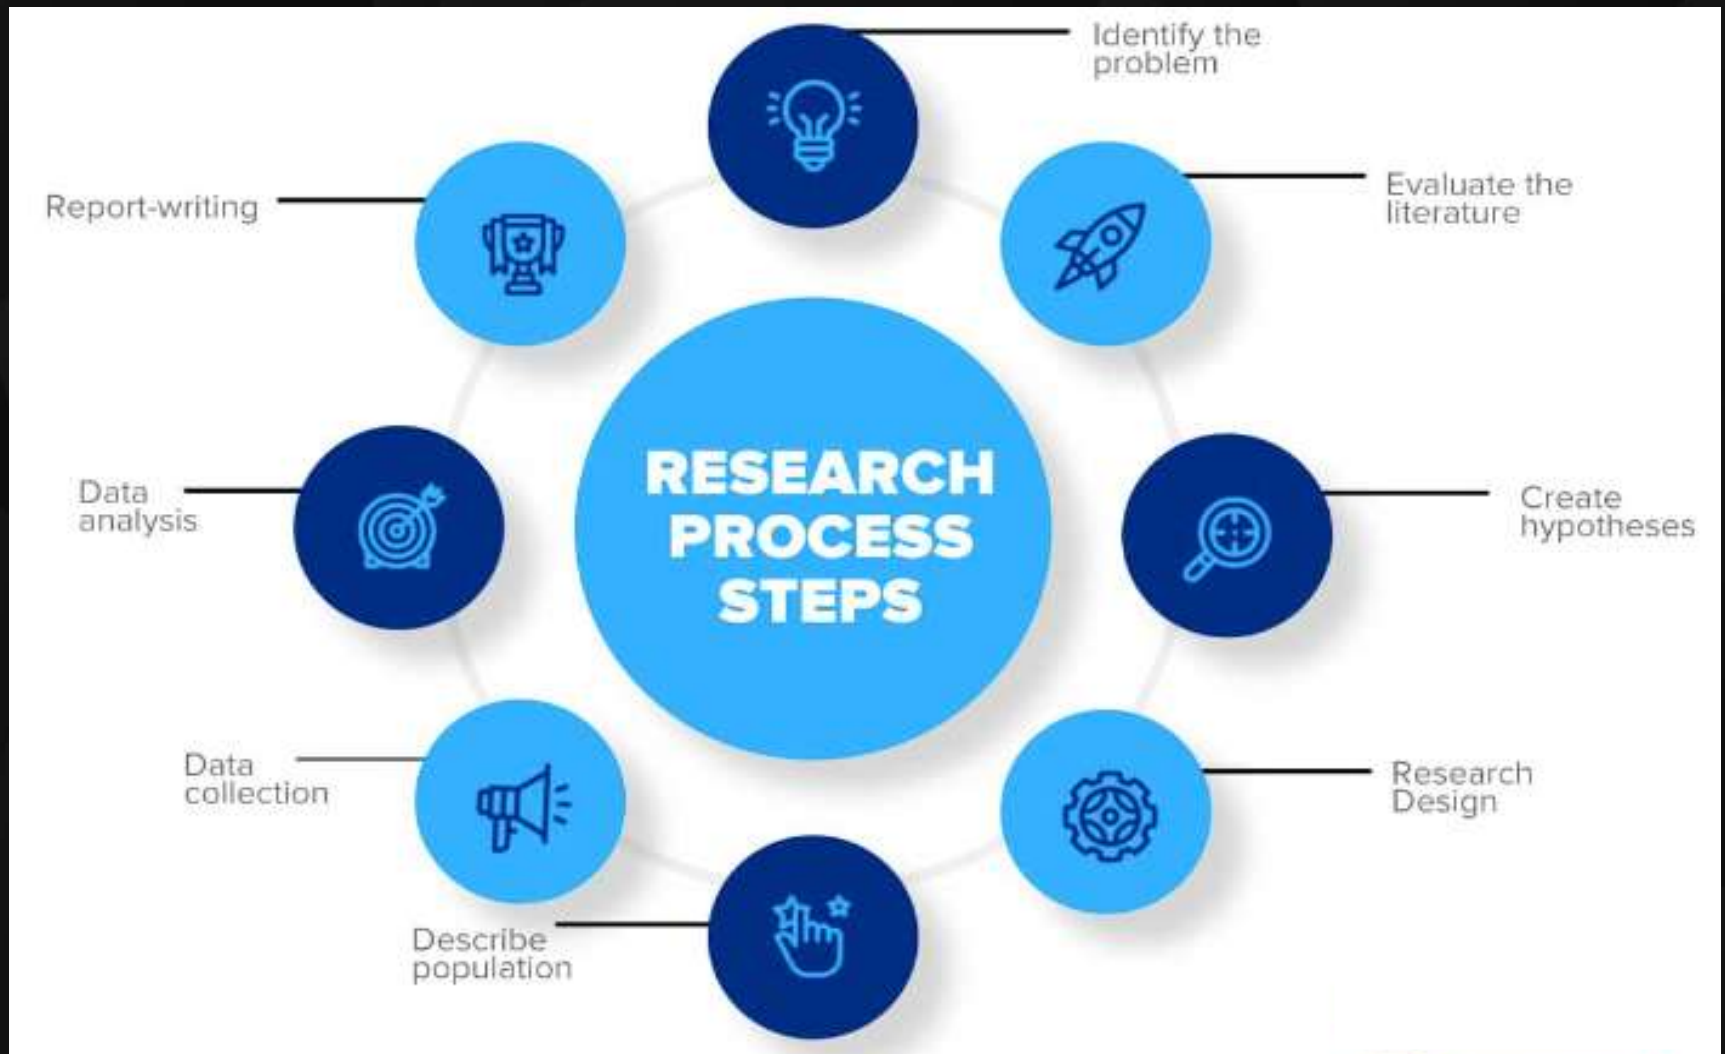 Identify the
problem
Evaluate the
literature
Create
hypotheses
Research
Design
Describe
population
Data
collection
Data
analysis
Report-writing
RESEARCH
PROCESS
STEPS